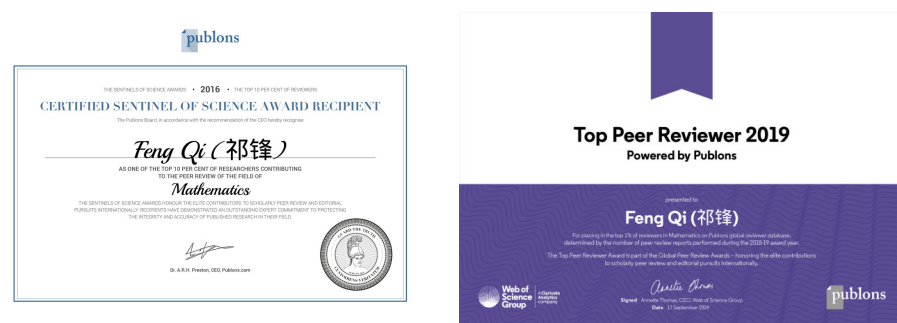 publons
THE SENTINELS OF SCIENCE AWARDS • 2016 • THE TOP 10 PER CENT OF REVIEWERS
CERTIFIED SENTINEL OF SCIENCE AWARD RECIPIENT
The Publons Board, in accordance with the recommendation of the CEO hereby recognise
Feng Qi (祁锋)
AS ONE OF THE TOP 10 PER CENT OF RESEARCHERS CONTRIBUTING
TO THE PEER REVIEW OF THE FIELD OF
Mathematics
THE SENTINELS OF SCIENCE AWARDS HONOUR THE ELITE CONTRIBUTORS TO SCHOLARLY PEER REVIEW AND EDITORIAL
PURSUITS INTERNATIONALLY. RECIPIENTS HAVE DEMONSTRATED AN OUTSTANDING EXPERT COMMITMENT TO PROTECTING
THE INTEGRITY AND ACCURACY OF PUBLISHED RESEARCH IN THEIR FIELD.
Dr. A.R.H. Preston, CEO, Publons.com
GUARD THE TRUTH
CUSTODIENS VERITATEM
Top Peer Reviewer 2019
Powered by Publons
presented to
Feng Qi (祁锋)
For placing in the top 1% of reviewers in Mathematics on Publons global reviewer database,
determined by the number of peer review reports performed during the 2018-19 award year.
The Top Peer Reviewer Award is part of the Global Peer Review Awards – honoring the elite contributions
to scholarly peer review and editorial pursuits internationally.
Web of
Science
Group
A Clarivate
Analytics
company
Annette Thomas
Signed Annette Thomas, CEO, Web of Science Group
Date 17 September 2019
publons